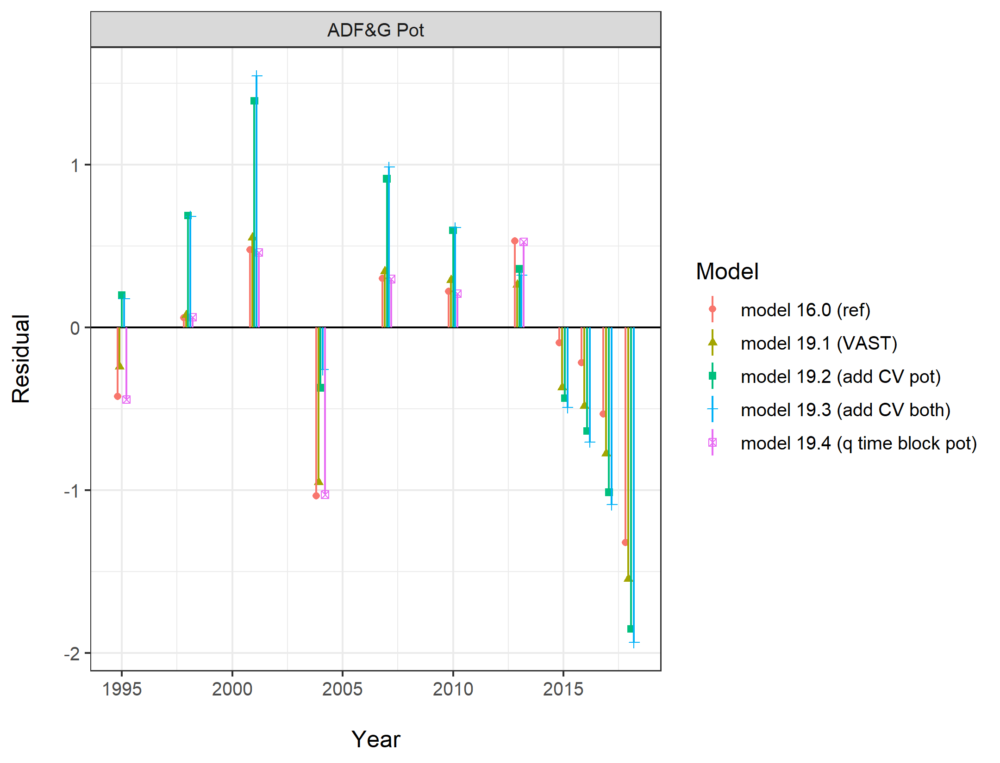 ADF&G Pot
Residual
1
0
-1
-2
1995
2000
2005
2010
2015
Year
Model
model 16.0 (ref)
model 19.1 (VAST)
model 19.2 (add CV pot)
model 19.3 (add CV both)
model 19.4 (q time block pot)